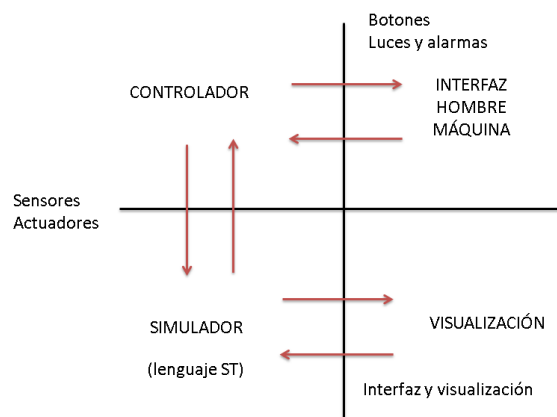 Botones
Luces y alarmas
CONTROLADOR
INTERFAZ
HOMBRE
MÁQUINA
Sensores
Actuadores
SIMULADOR
(lenguaje ST)
VISUALIZACIÓN
Interfaz y visualización